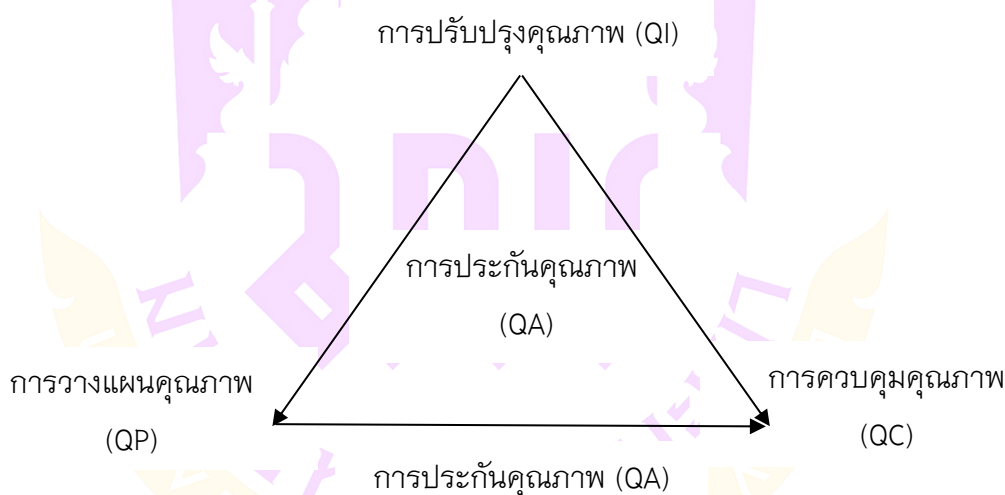 การปรับปรุงคุณภาพ (QI)
การประกันคุณภาพ
(QA)
การวางแผนคุณภาพ
(QP)
การควบคุมคุณภาพ
(QC)
การประกันคุณภาพ (QA)